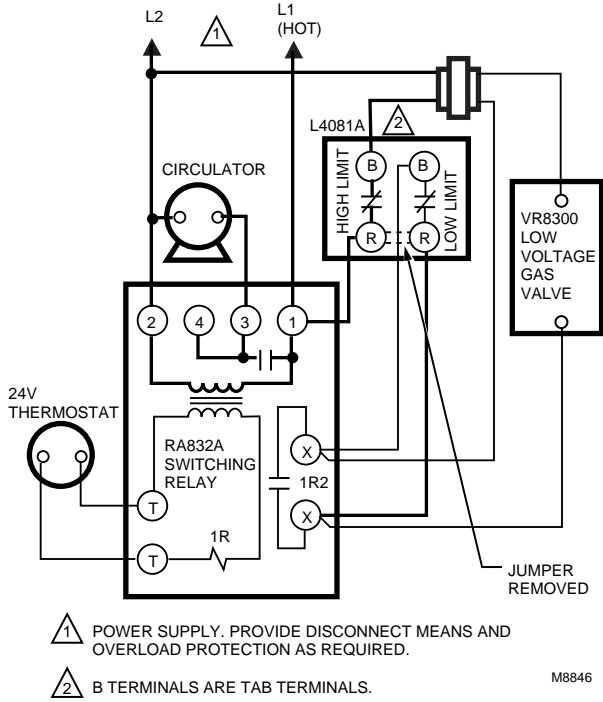 L2
1
L1
(HOT)
L4081A
2
CIRCULATOR
HIGH LIMIT
B
B
LOW LIMIT
R
R
VR8300
LOW
VOLTAGE
GAS
VALVE
2
4
3
1
24V
THERMOSTAT
RA832A
SWITCHING
RELAY
X
1R2
T
X
1R
T
JUMPER
REMOVED
1 POWER SUPPLY. PROVIDE DISCONNECT MEANS AND
OVERLOAD PROTECTION AS REQUIRED.
2 B TERMINALS ARE TAB TERMINALS.
M8846